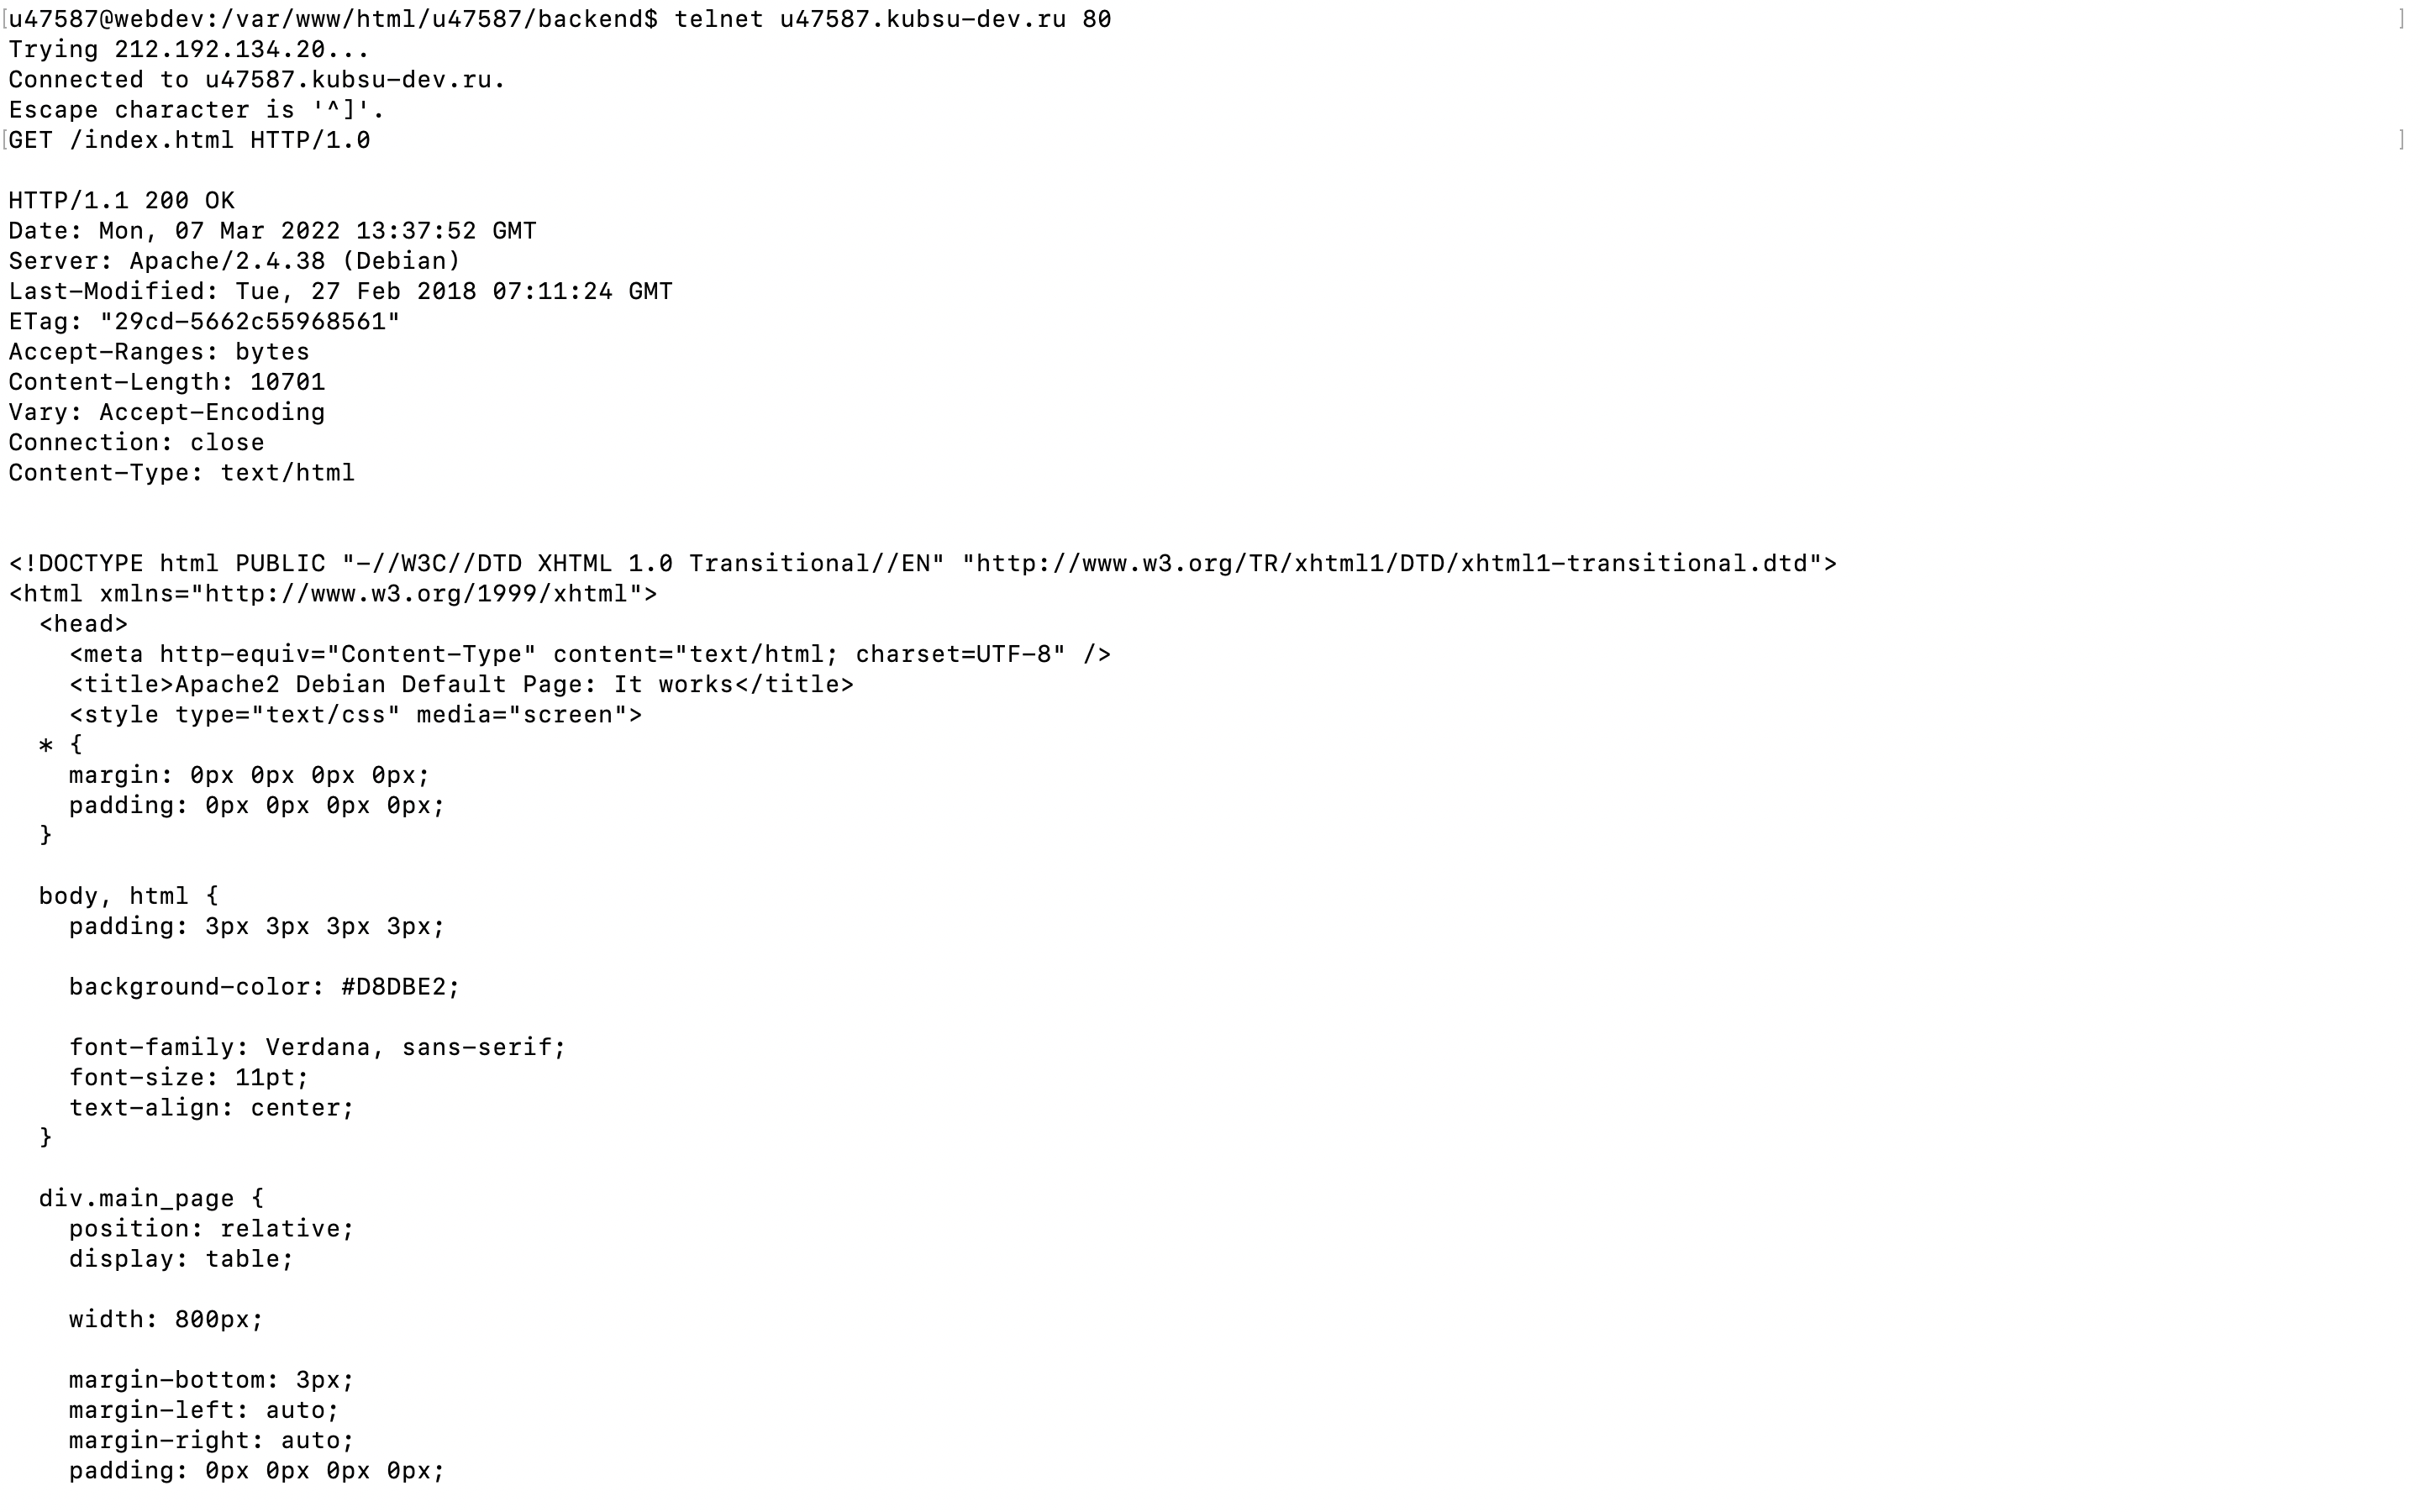 [u47587@webdev:/var/www/html/u47587/backend$ telnet u47587.kubsu-dev.ru 80 ]
Trying 212.192.134.20...
Connected to u47587.kubsu-dev.ru.
Escape character is '^]'.
[GET /index.html HTTP/1.0 ]
HTTP/1.1 200 OK
Date: Mon, 07 Mar 2022 13:37:52 GMT
Server: Apache/2.4.38 (Debian)
Last-Modified: Tue, 27 Feb 2018 07:11:24 GMT
ETag: "29cd-5662c55968561"
Accept-Ranges: bytes
Content-Length: 10701
Vary: Accept-Encoding
Connection: close
Content-Type: text/html
<!DOCTYPE html PUBLIC "-//W3C//DTD XHTML 1.0 Transitional//EN" "http://www.w3.org/TR/xhtml1/DTD/xhtml1-transitional.dtd">
<html xmlns="http://www.w3.org/1999/xhtml">
<head>
<meta http-equiv="Content-Type" content="text/html; charset=UTF-8" />
<title>Apache2 Debian Default Page: It works</title>
<style type="text/css" media="screen">
* {
margin: 0px 0px 0px 0px;
padding: 0px 0px 0px 0px;
}
body, html {
padding: 3px 3px 3px 3px;
background-color: #D8DBE2;
font-family: Verdana, sans-serif;
font-size: 11pt;
text-align: center;
}
div.main_page {
position: relative;
display: table;
width: 800px;
margin-bottom: 3px;
margin-left: auto;
margin-right: auto;
padding: 0px 0px 0px 0px;